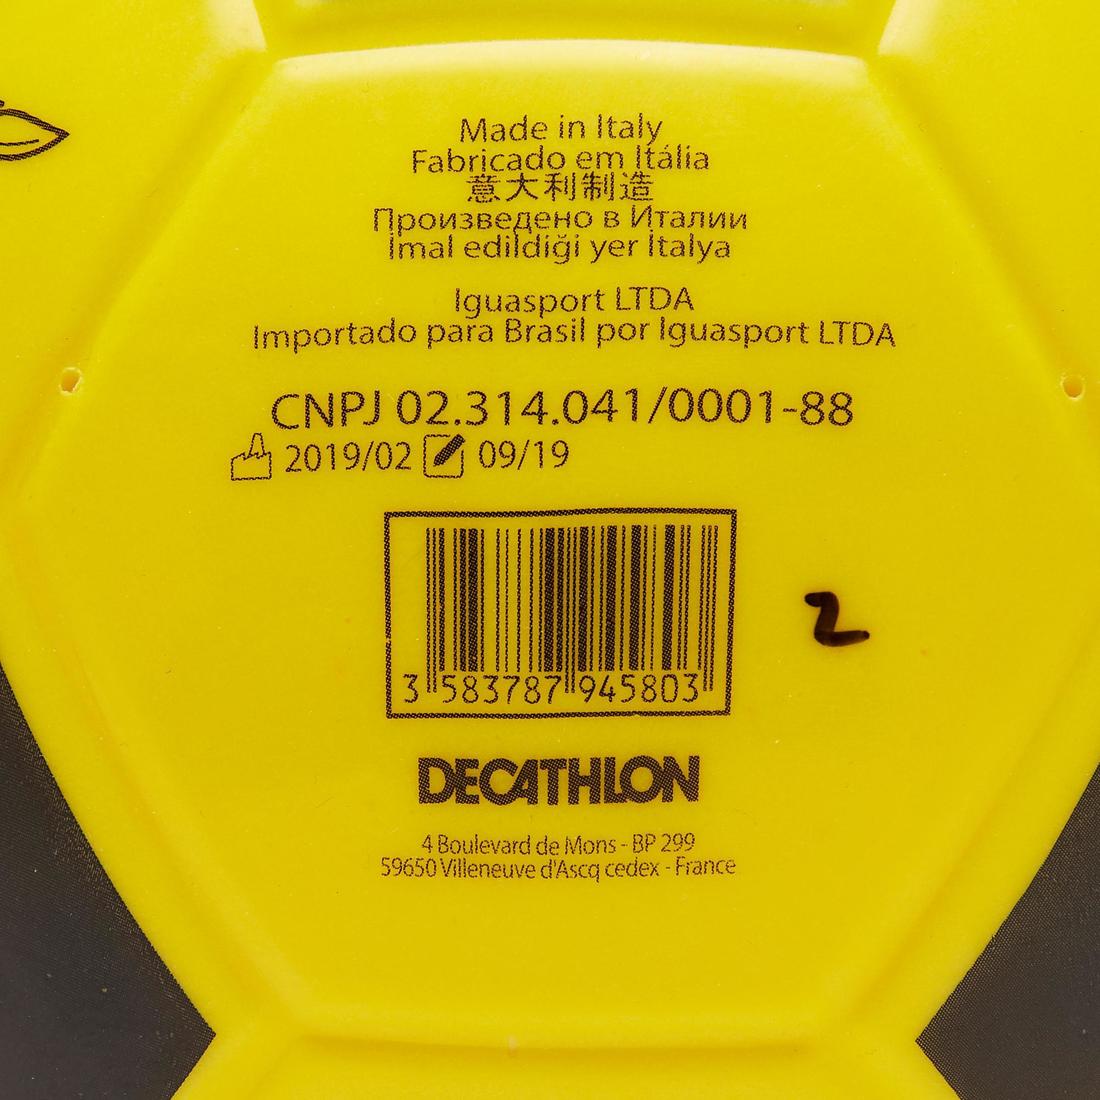 Made in Italy
Fabricado em Itália
意大利制造
Произведено в Италии
İmal edildiği yer İtalya
Iguasport LTDA
Importado para Brasil por Iguasport LTDA
CNPJ 02.314.041/0001-88
2019/02 09/19
3 583787 945803
2
DECATHLON
4 Boulevard de Mons - BP 299
59650 Villeneuve d'Ascq cedex - France